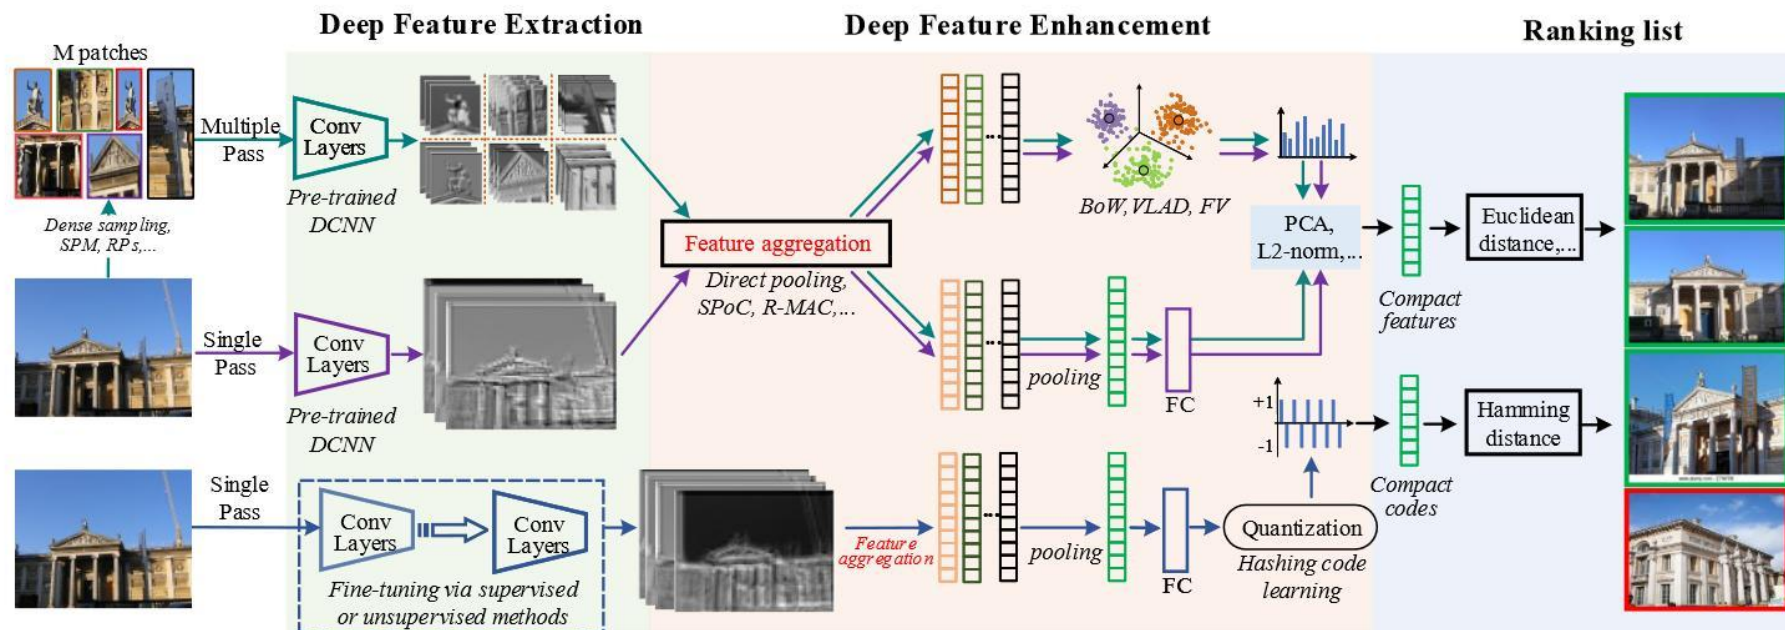 Deep Feature Extraction
Deep Feature Enhancement
Ranking list
M patches
Multiple
Pass
Conv
Layers
Pre-trained
DCNN
Dense sampling,
SPM, RPs,...
Single
Pass
Conv
Layers
Pre-trained
DCNN
Single
Pass
Conv
Layers
Conv
Layers
Fine-tuning via supervised
or unsupervised methods
Feature aggregation
Direct pooling,
SPoC, R-MAC,...
...
BoW, VLAD, FV
PCA,
L2-norm,...
...
pooling
FC
Feature
aggregation
...
pooling
FC
+1
-1
Quantization
Hashing code
learning
Compact
features
Euclidean
distance,...
Compact
codes
Hamming
distance